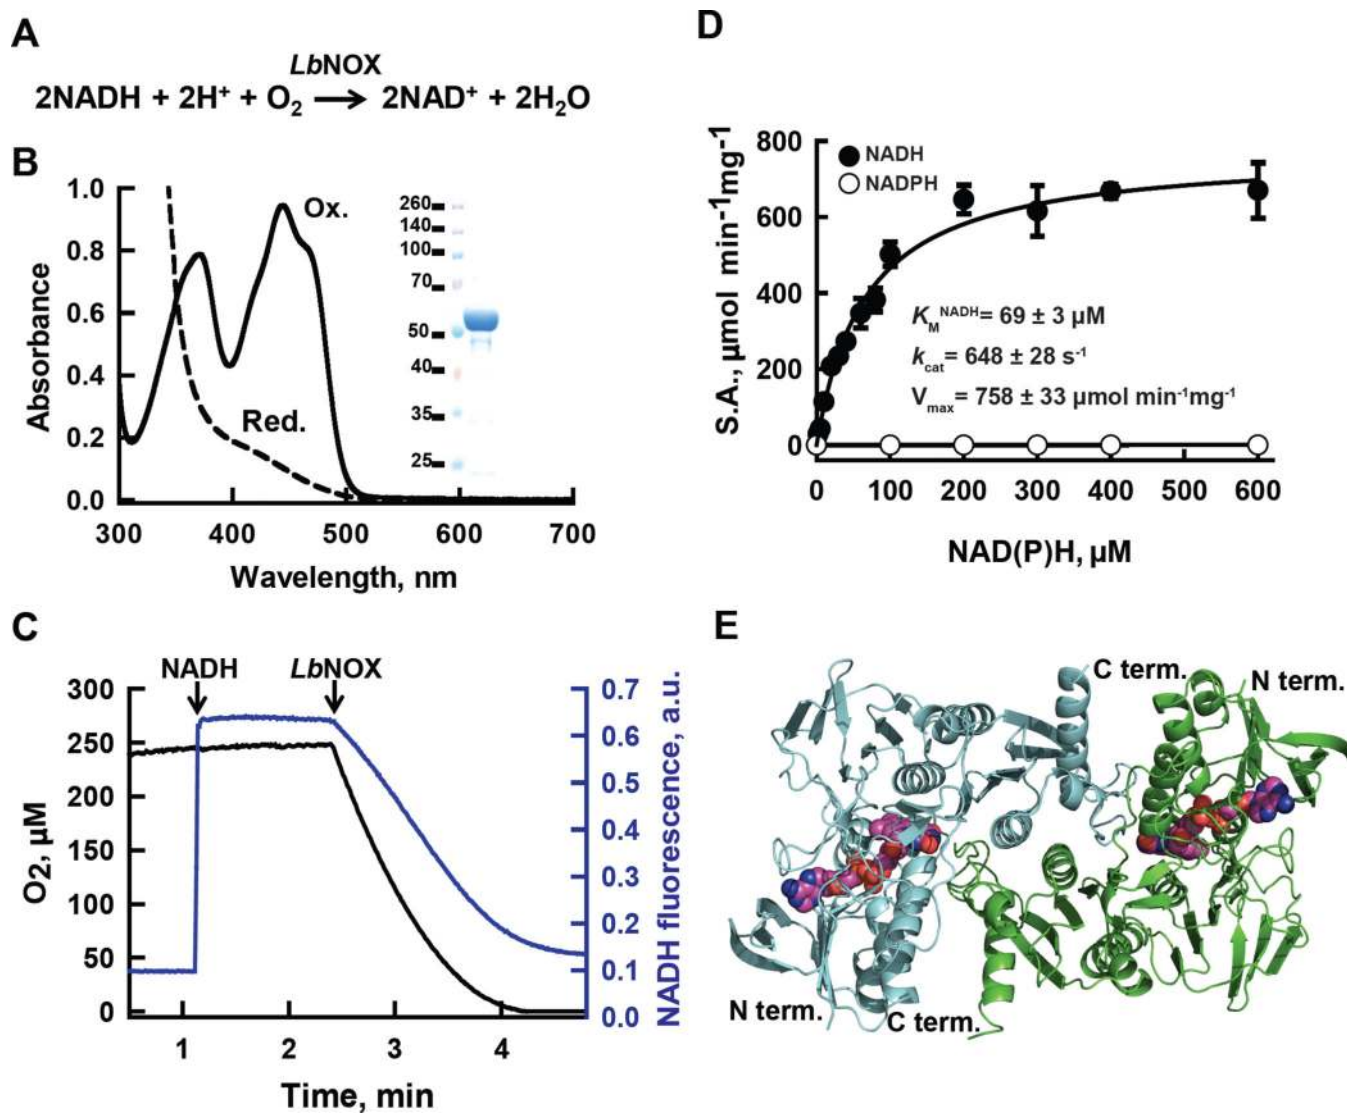 A
LbNOX
2NADH + 2H⁺ + O₂ → 2NAD⁺ + 2H₂O
B
Absorbance
1.0
0.8
0.6
0.4
0.2
0.0
Ox.
Red.
260
140
100
70
50
40
35
25
300 400 500 600 700
Wavelength, nm
C
NADH LbNOX
O₂, µM
300
250
200
150
100
50
0
0.7
0.6
0.5
0.4
0.3
0.2
0.1
0.0
NADH fluorescence, a.u.
1 2 3 4
Time, min
D
S.A., µmol min⁻¹mg⁻¹
800
600
400
200
0
NADH
NADPH
K_M^NADH = 69 ± 3 µM
k_cat = 648 ± 28 s⁻¹
V_max = 758 ± 33 µmol min⁻¹mg⁻¹
0 100 200 300 400 500 600
NAD(P)H, µM
E
C term.
N term.
N term.
C term.